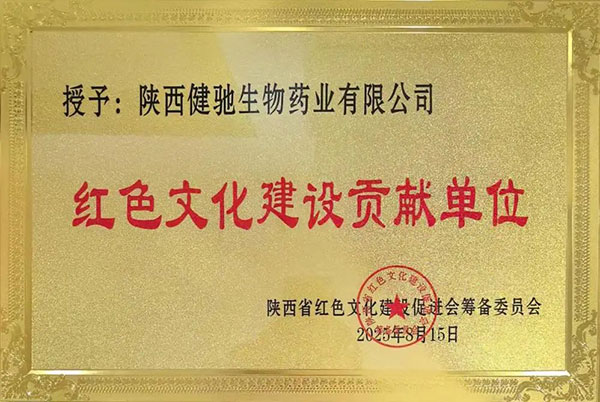 授予：陕西健驰生物药业有限公司
红色文化建设贡献单位
陕西省红色文化建设促进会筹备委员会
2025年8月15日